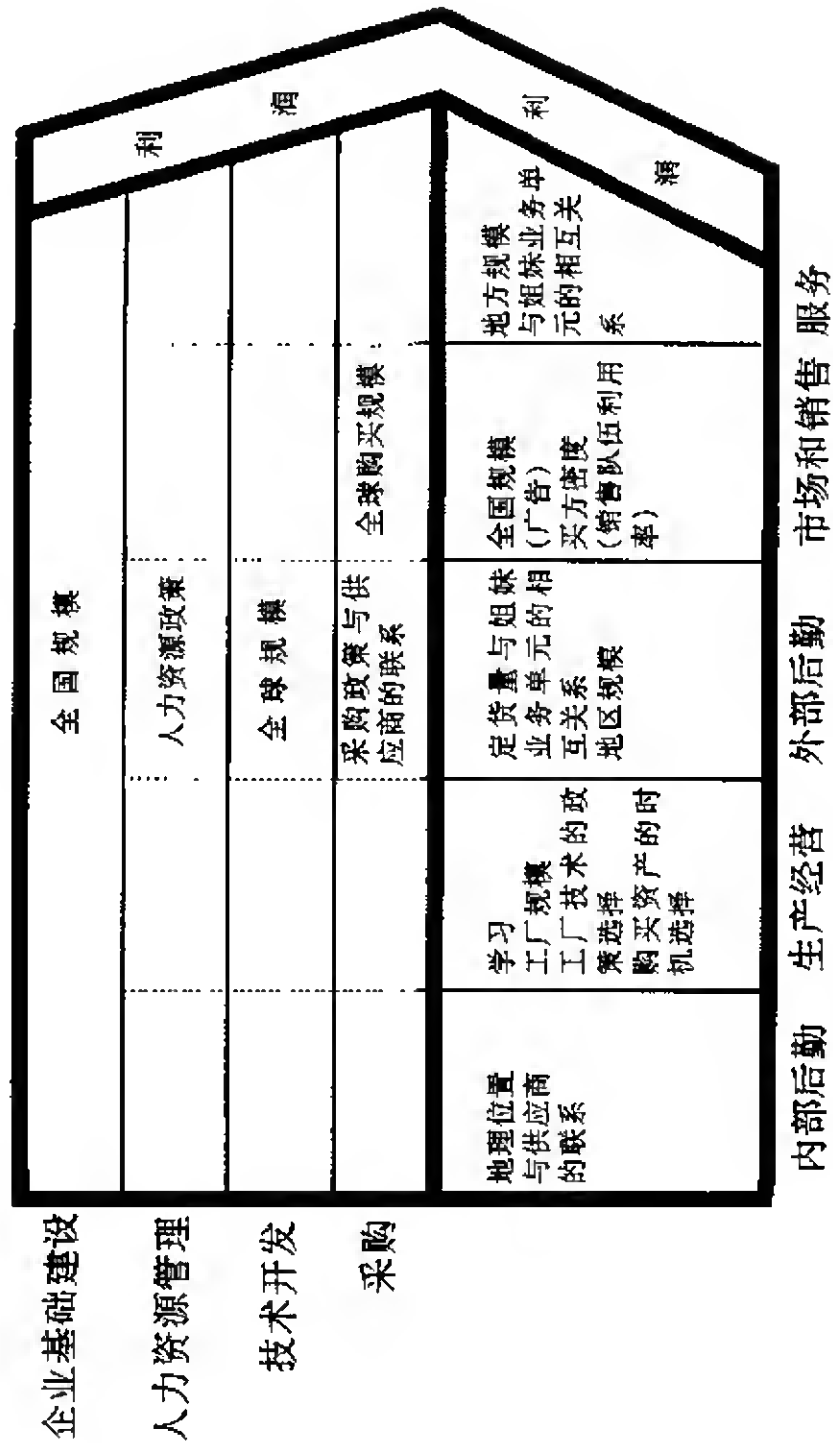 企业基础建设
全国规模
人力资源管理
人力资源政策
技术开发
全球规模
采购
采购政策与供
应商的联系
全球购买规模
利
润
利
润
地理位置
与供应商
的联系
学习
工厂规模
工厂技术的政
策选择
购买资产的时
机选择
定货量与姐妹
业务单元的相
互关系
地区规模
全国规模
(广告)
买方密度
(销售队伍利用
率)
地方规模
与姐妹业务单
元的相互关
系
内部后勤
生产经营
外部后勤
市场和销售
服务